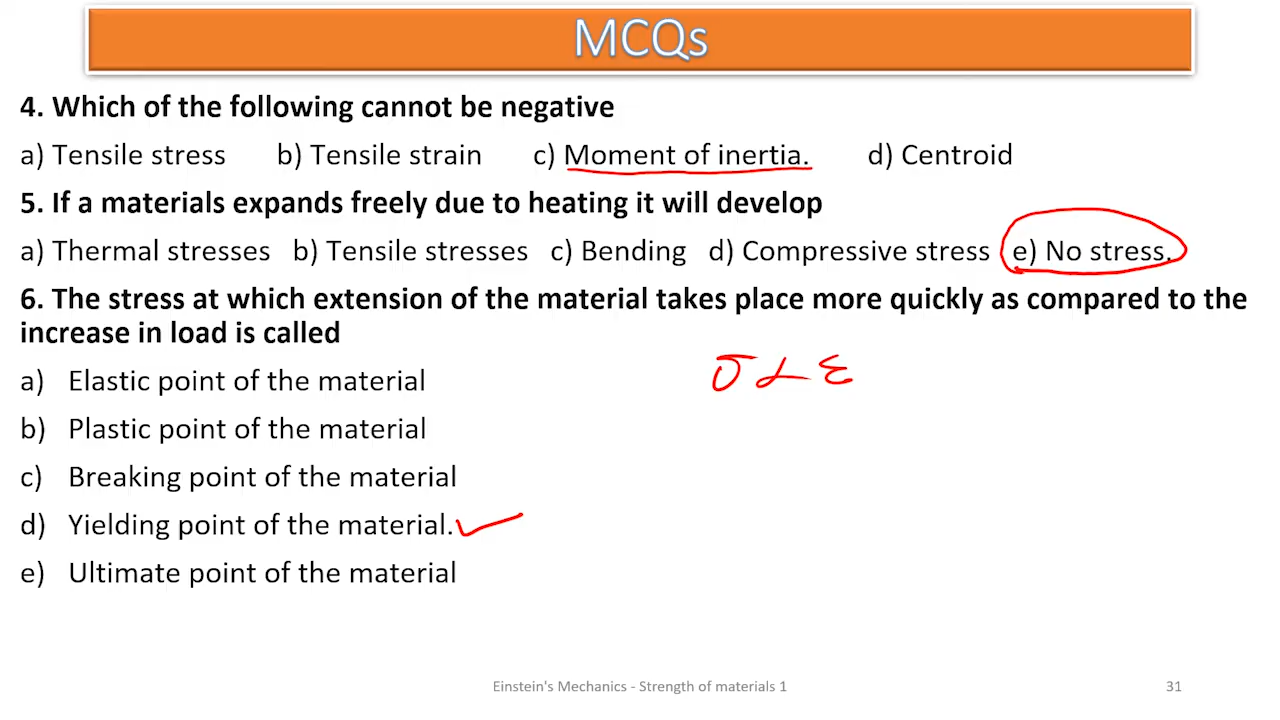 MCQs
4. Which of the following cannot be negative
a) Tensile stress b) Tensile strain c) Moment of inertia. d) Centroid
5. If a materials expands freely due to heating it will develop
a) Thermal stresses b) Tensile stresses c) Bending d) Compressive stress e) No stress.
6. The stress at which extension of the material takes place more quickly as compared to the
increase in load is called
a) Elastic point of the material
σ ∝ ε
b) Plastic point of the material
c) Breaking point of the material
d) Yielding point of the material.
e) Ultimate point of the material
Einstein's Mechanics - Strength of materials 1 31